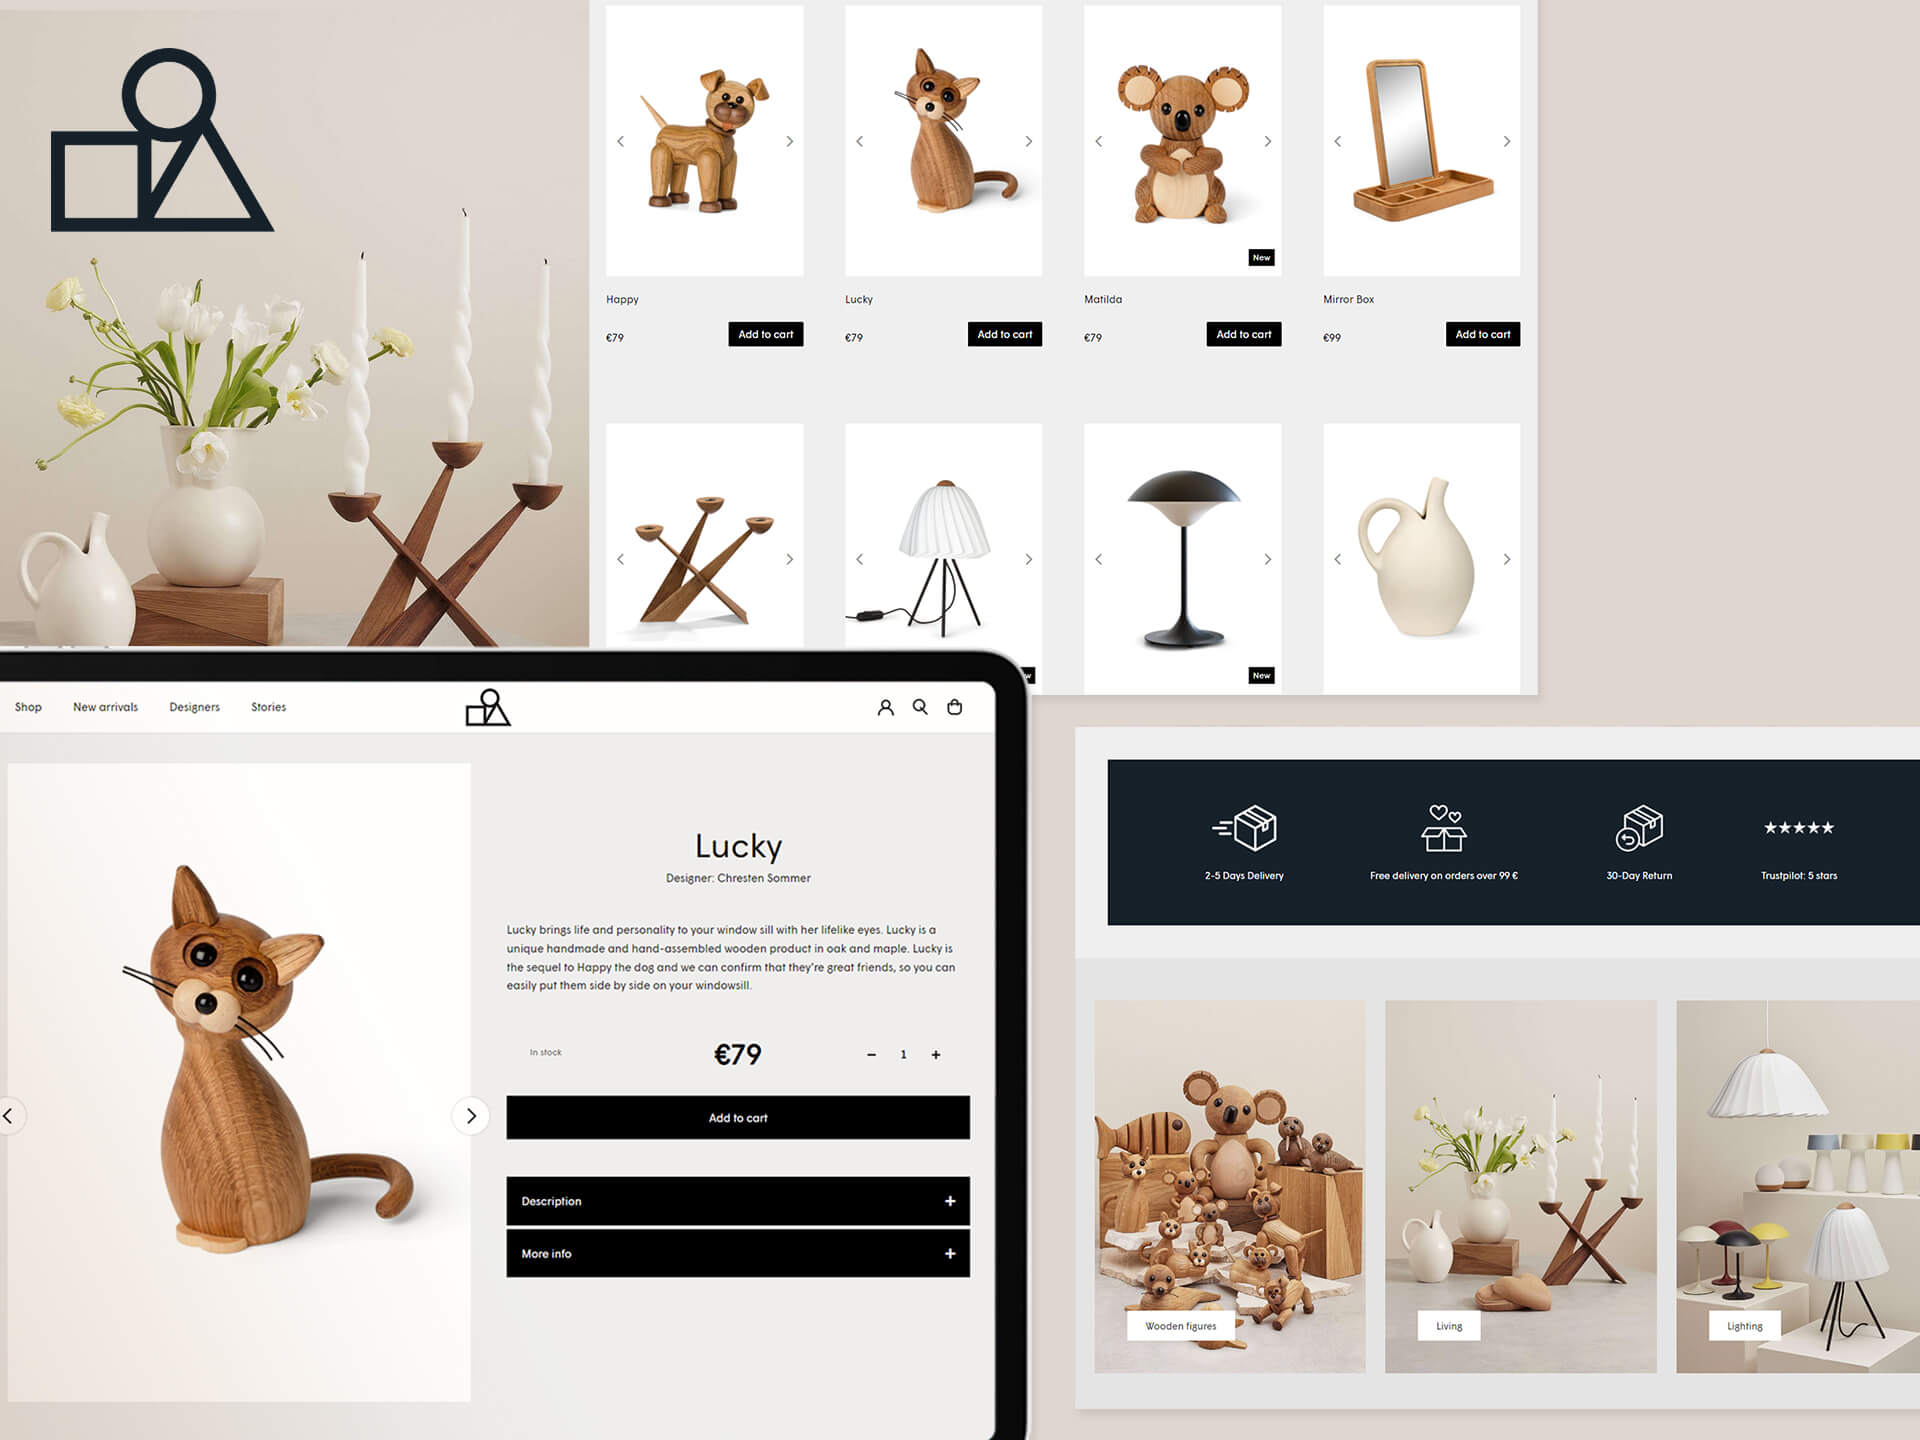 Happy
€79
Add to cart
Lucky
€79
Add to cart
New
Matilda
€79
Add to cart
Mirror Box
€99
Add to cart
New
Shop
New arrivals
Designers
Stories
Lucky
Designer: Chresten Sommer
Lucky brings life and personality to your window sill with her lifelike eyes. Lucky is a
unique handmade and hand-assembled wooden product in oak and maple. Lucky is
the sequel to Happy the dog and we can confirm that they're great friends, so you can
easily put them side by side on your windowsill.
In stock
€79
1
Add to cart
Description
More info
2-5 Days Delivery
Free delivery on orders over 99 €
30-Day Return
Trustpilot: 5 stars
Wooden figures
Living
Lighting